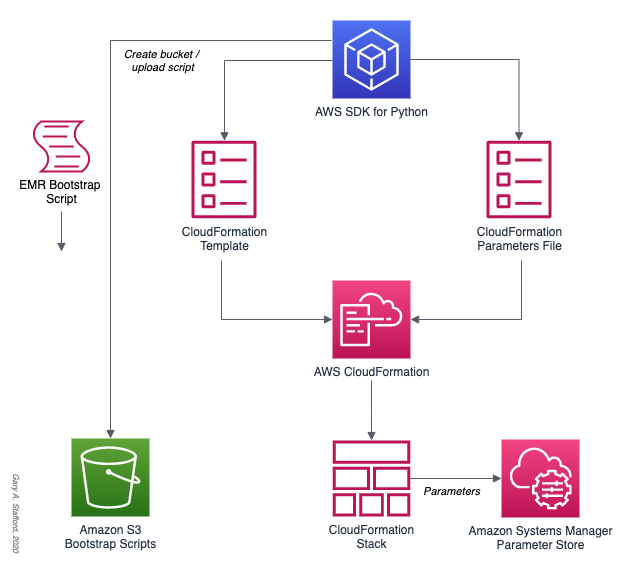 Create bucket /
upload script
AWS SDK for Python
EMR Bootstrap
Script
CloudFormation
Template
CloudFormation
Parameters File
AWS CloudFormation
Parameters
Amazon S3
Bootstrap Scripts
CloudFormation
Stack
Amazon Systems Manager
Parameter Store
Gary A. Stafford, 2020